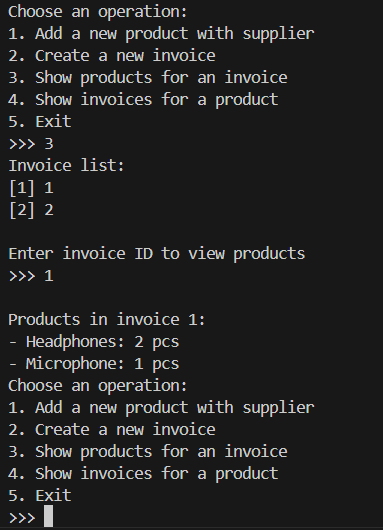 Choose an operation:
1. Add a new product with supplier
2. Create a new invoice
3. Show products for an invoice
4. Show invoices for a product
5. Exit
>>> 3
Invoice list:
[1] 1
[2] 2

Enter invoice ID to view products
>>> 1

Products in invoice 1:
- Headphones: 2 pcs
- Microphone: 1 pcs
Choose an operation:
1. Add a new product with supplier
2. Create a new invoice
3. Show products for an invoice
4. Show invoices for a product
5. Exit
>>>